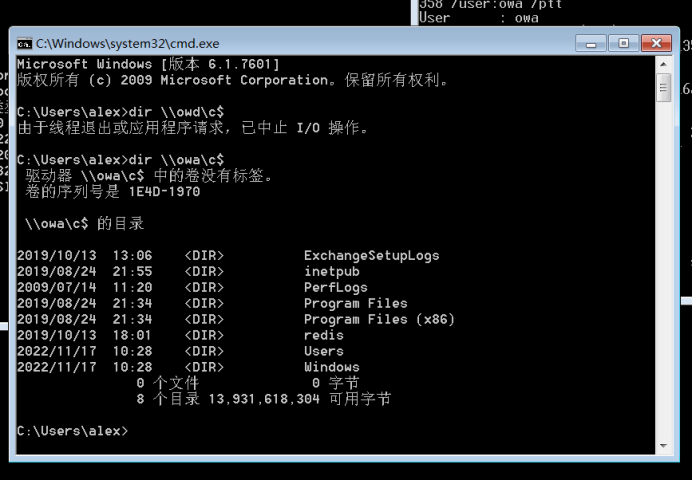 358 /user:owa /ptt
User      : owa
C:\Windows\system32\cmd.exe
Microsoft Windows [版本 6.1.7601]
版权所有 (c) 2009 Microsoft Corporation。保留所有权利。
C:\Users\alex>dir \\owd\c$
由于线程退出或应用程序请求，已中止 I/O 操作。
C:\Users\alex>dir \\owa\c$
 驱动器 \\owa\c$ 中的卷没有标签。
 卷的序列号是 1E4D-1970
 \\owa\c$ 的目录
2019/10/13  13:06    <DIR>          ExchangeSetupLogs
2019/08/24  21:55    <DIR>          inetpub
2009/07/14  11:20    <DIR>          PerfLogs
2019/08/24  21:34    <DIR>          Program Files
2019/08/24  21:34    <DIR>          Program Files (x86)
2019/10/13  18:01    <DIR>          redis
2022/11/17  10:28    <DIR>          Users
2022/11/17  10:28    <DIR>          Windows
               0 个文件              0 字节
               8 个目录 13,931,618,304 可用字节
C:\Users\alex>